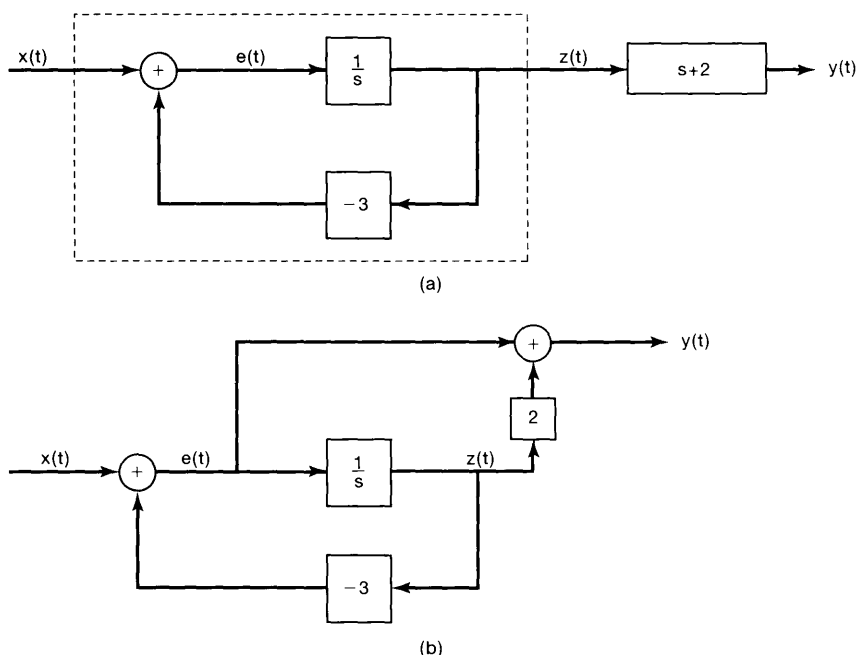 x(t)
+
e(t)
1
s
z(t)
s+2
y(t)
−3
(a)
+
y(t)
2
x(t)
+
e(t)
1
s
z(t)
−3
(b)